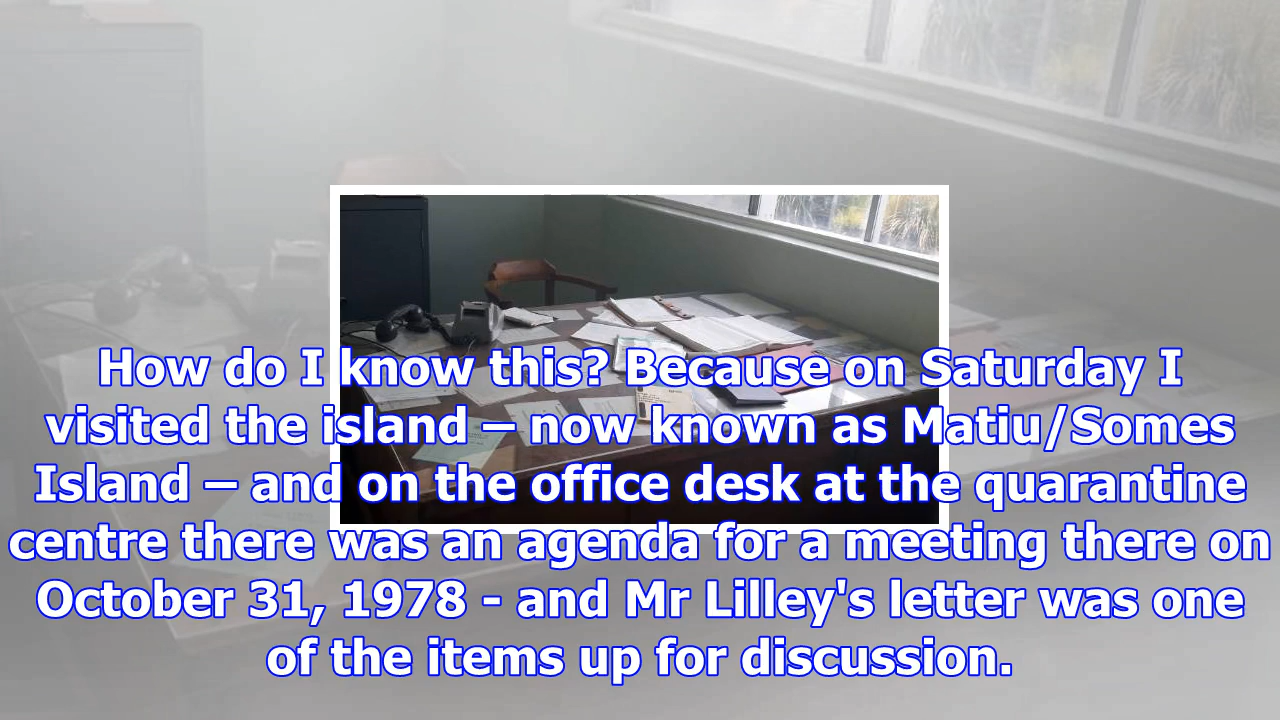 How do I know this? Because on Saturday I
visited the island – now known as Matiu/Somes
Island – and on the office desk at the quarantine
centre there was an agenda for a meeting there on
October 31, 1978 - and Mr Lilley's letter was one
of the items up for discussion.